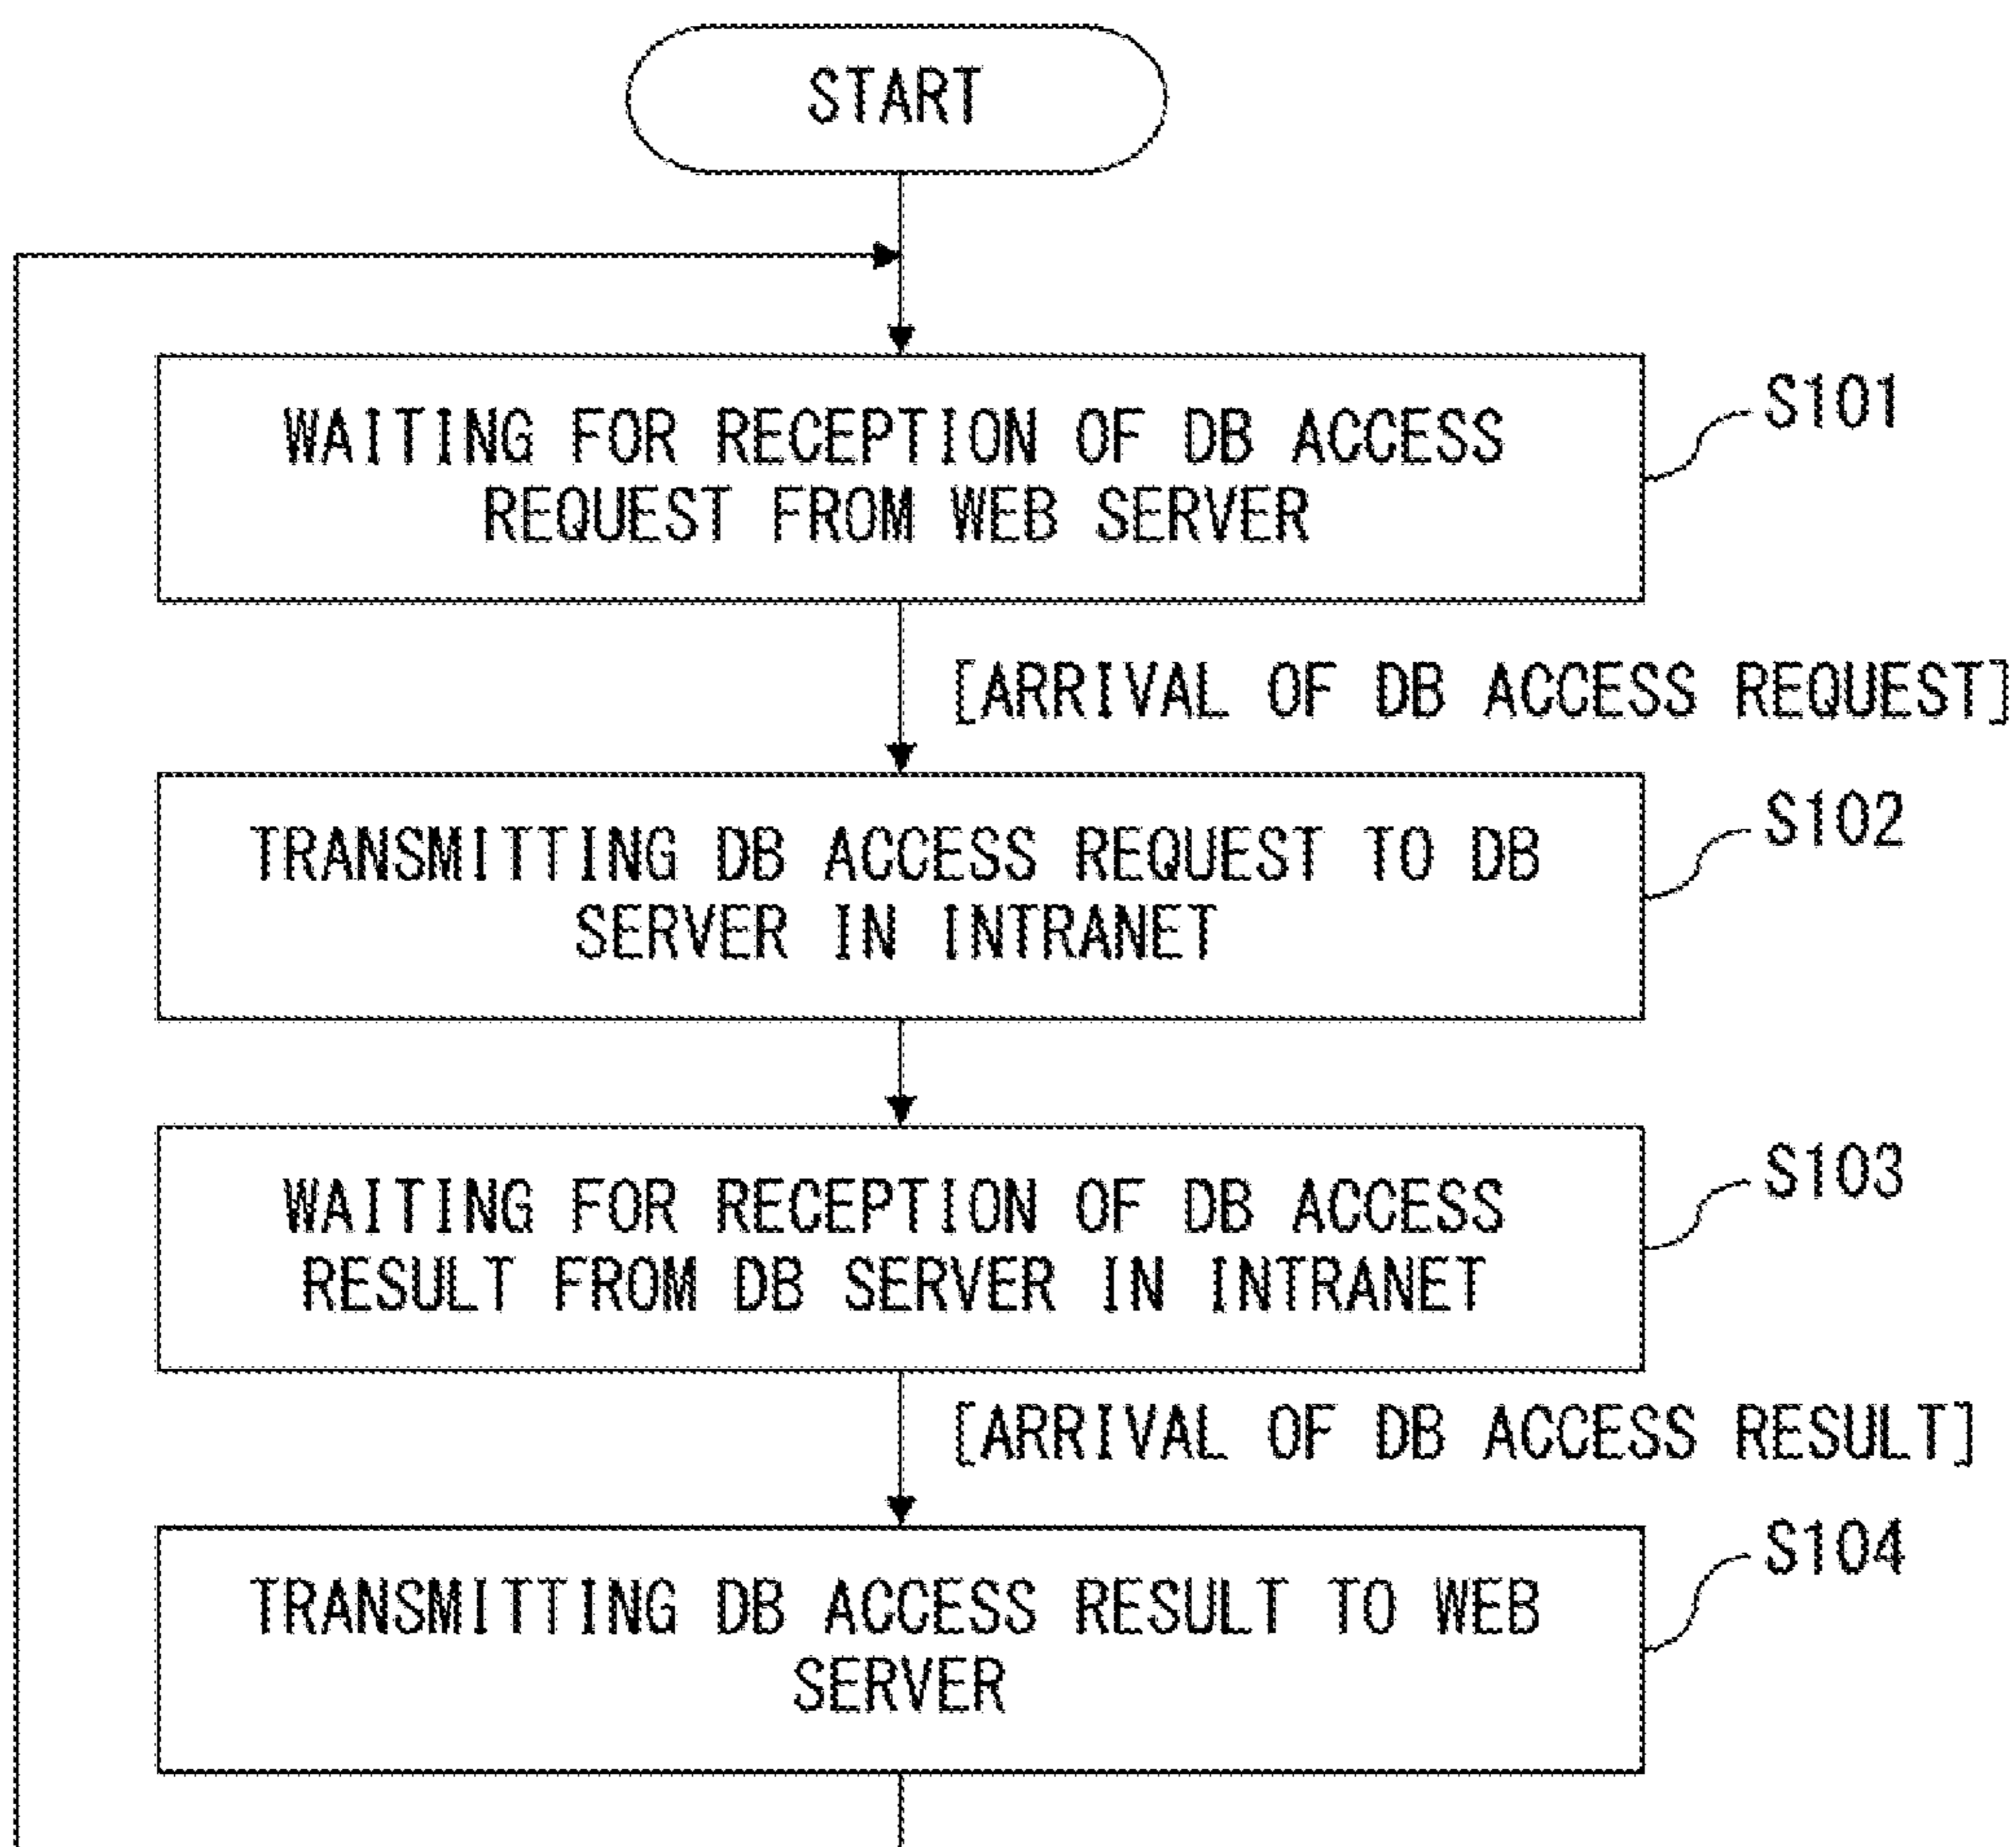 START
WAITING FOR RECEPTION OF DB ACCESS
REQUEST FROM WEB SERVER
S101
[ARRIVAL OF DB ACCESS REQUEST]
TRANSMITTING DB ACCESS REQUEST TO DB
SERVER IN INTRANET
S102
WAITING FOR RECEPTION OF DB ACCESS
RESULT FROM DB SERVER IN INTRANET
S103
[ARRIVAL OF DB ACCESS RESULT]
TRANSMITTING DB ACCESS RESULT TO WEB
SERVER
S104